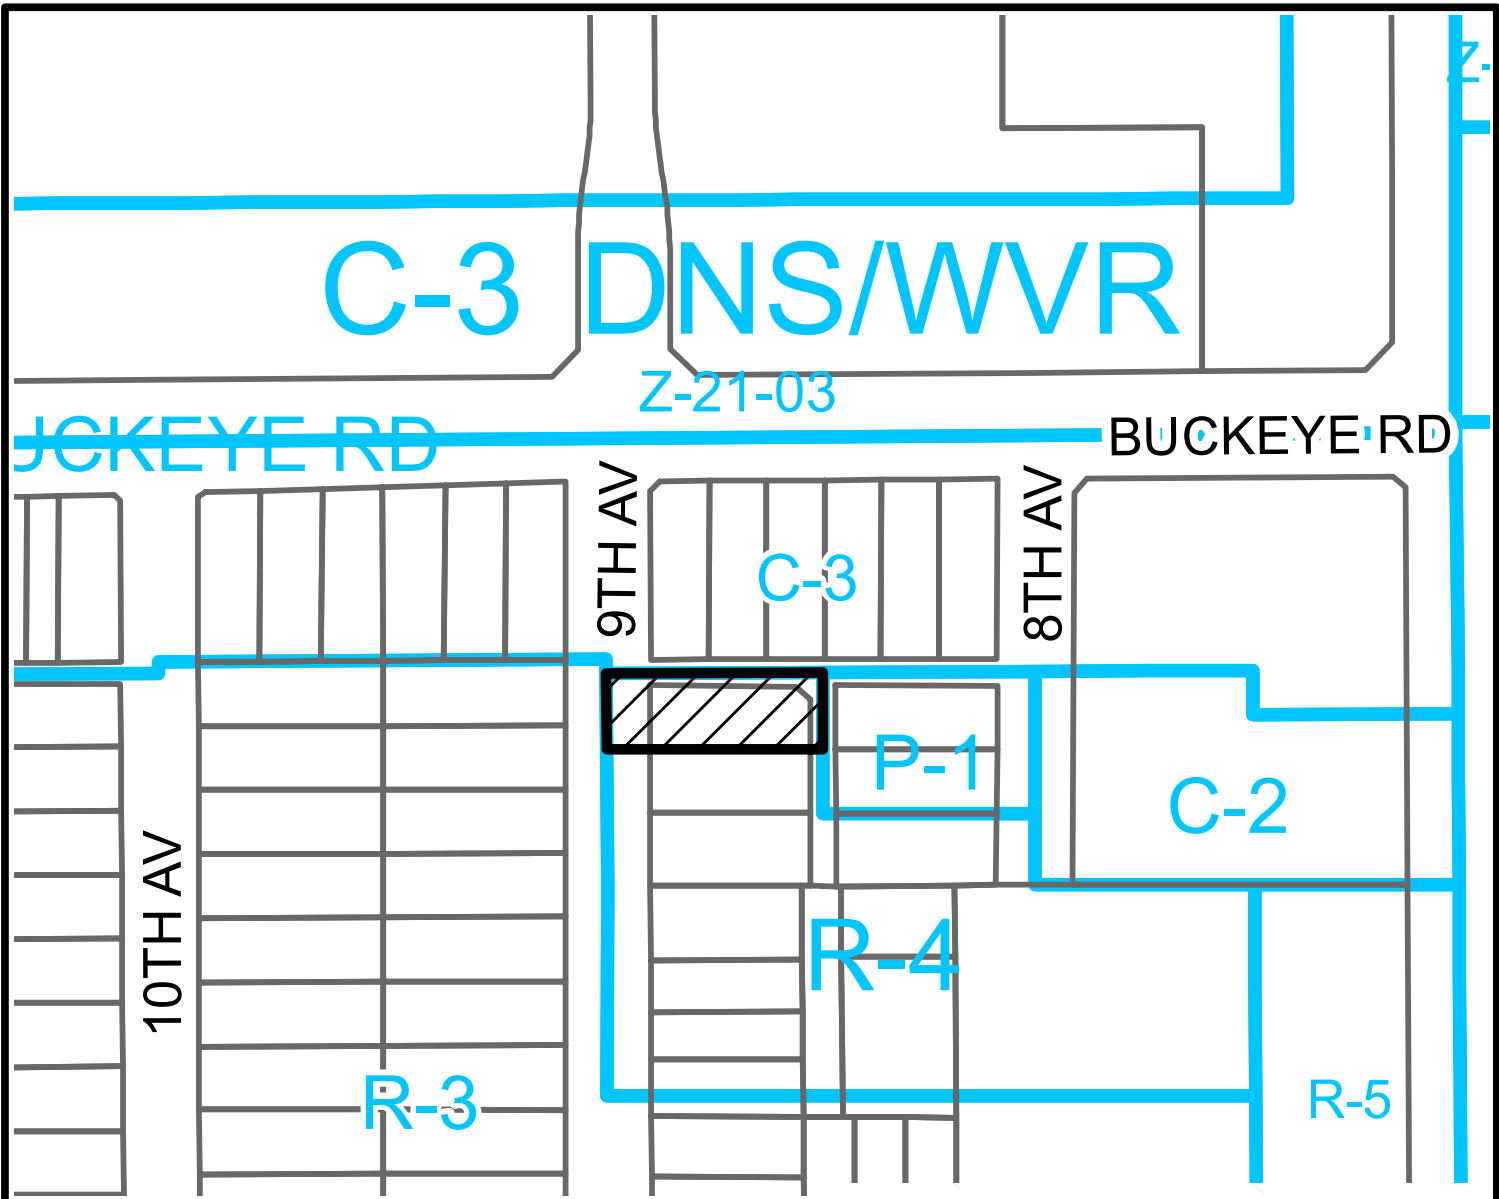 Z-
C-3 DNS/WVR
Z-21-03
UCKEYE RD
BUCKEYE RD
9TH AV
8TH AV
C-3
P-1
C-2
10TH AV
R-4
R-3
R-5